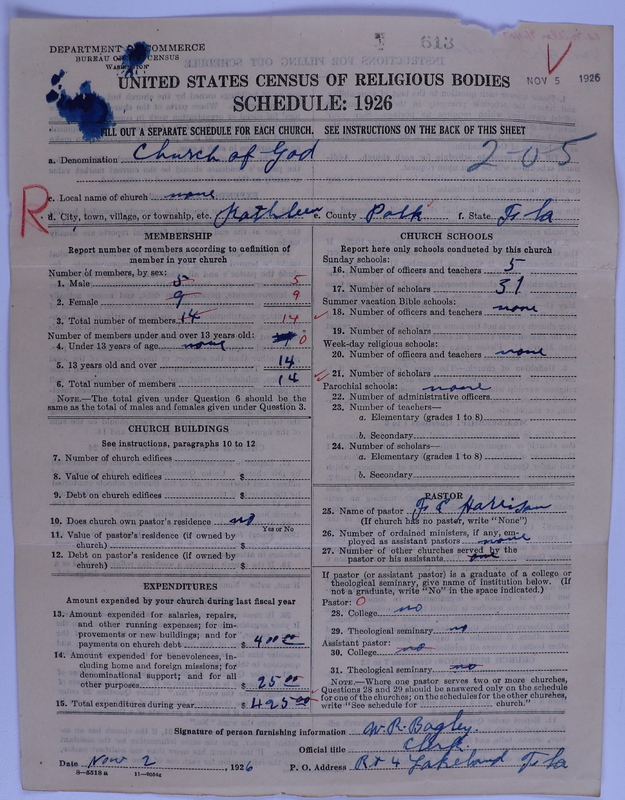 613
DEPARTMENT OF COMMERCE
BUREAU OF THE CENSUS
WASHINGTON
NOV 5 1926
UNITED STATES CENSUS OF RELIGIOUS BODIES
SCHEDULE: 1926
FILL OUT A SEPARATE SCHEDULE FOR EACH CHURCH. SEE INSTRUCTIONS ON THE BACK OF THIS SHEET
a. Denomination Church of God
2-05
c. Local name of church none
R
d. City, town, village, or township, etc. Kathleen e. County Polk f. State Fla
MEMBERSHIP
Report number of members according to definition of
member in your church
Number of members, by sex:
1. Male 5 5
2. Female 9 9
3. Total number of members 14 14
Number of members under and over 13 years old:
4. Under 13 years of age none 0
5. 13 years old and over 14
6. Total number of members 14
NOTE.—The total given under Question 6 should be
same as the total of males and females given under Question 3.
CHURCH BUILDINGS
See instructions, paragraphs 10 to 12
7. Number of church edifices
8. Value of church edifices $
9. Debt on church edifices $
10. Does church own pastor's residence no
Yes or No
11. Value of pastor's residence (if owned by
church) $
12. Debt on pastor's residence (if owned by
church) $
EXPENDITURES
Amount expended by your church during last fiscal year
13. Amount expended for salaries, repairs,
and other running expenses; for im-
provements or new buildings; and for
payments on church debt $ 400 00
14. Amount expended for benevolences, in-
cluding home and foreign missions; for
denominational support; and for all
other purposes $ 25 00
15. Total expenditures during year $ 425 00
CHURCH SCHOOLS
Report here only schools conducted by this church
Sunday schools:
16. Number of officers and teachers 5
17. Number of scholars 31
Summer vacation Bible schools:
18. Number of officers and teachers none
19. Number of scholars
Week-day religious schools:
20. Number of officers and teachers none
21. Number of scholars
Parochial schools: none
22. Number of administrative officers
23. Number of teachers—
a. Elementary (grades 1 to 8)
b. Secondary
24. Number of scholars—
a. Elementary (grades 1 to 8)
b. Secondary
PASTOR
25. Name of pastor Harrison
(If church has no pastor, write "None")
26. Number of ordained ministers, if any, em-
ployed as assistant pastors none
27. Number of other churches served by the
pastor or his assistants one
If pastor (or assistant pastor) is a graduate of a college or
theological seminary, give name of institution below. (If
not a graduate, write "No" in the space indicated.)
Pastor: 0
28. College no
29. Theological seminary no
Assistant pastor:
30. College no
31. Theological seminary no
NOTE.—Where one pastor serves two or more churches,
Questions 28 and 29 should be answered only on the schedule
for one of the churches; on the schedules for the other churches,
write "See schedule for church."
Signature of person furnishing information W. R. Bagley
Official title Clerk
Date Nov 2, 1926 P. O. Address Rt 4 Lakeland Fla
8—5318 a 11—9064